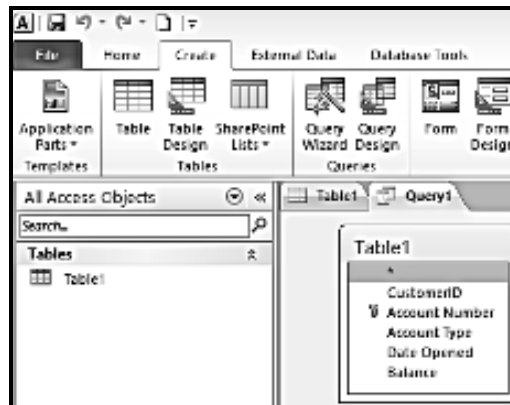 A
File Home Create External Data Database Tools
Application Parts Table Table Design SharePoint Lists Query Wizard Query Design Form Form Design
Templates Tables Queries
All Access Objects «
Search...
Tables
Table1
Table1 Query1
Table1
*
CustomerID
Account Number
Account Type
Date Opened
Balance